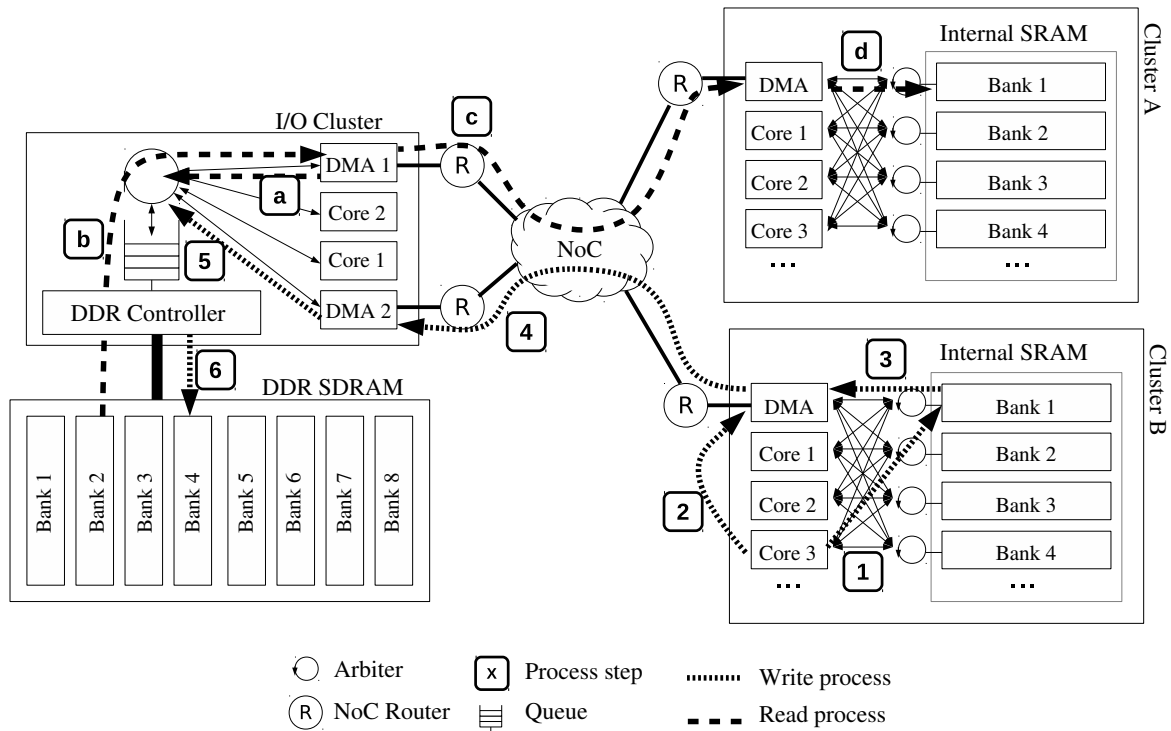 I/O Cluster
DMA 1
Core 2
Core 1
DMA 2
DDR Controller
a
b
5
6
DDR SDRAM
Bank 1
Bank 2
Bank 3
Bank 4
Bank 5
Bank 6
Bank 7
Bank 8
c
R
R
NoC
4
R
R
Cluster A
Internal SRAM
d
DMA
Core 1
Core 2
Core 3
...
Bank 1
Bank 2
Bank 3
Bank 4
...
Cluster B
Internal SRAM
3
DMA
Core 1
Core 2
Core 3
...
2
1
Bank 1
Bank 2
Bank 3
Bank 4
...
Arbiter
x Process step
Write process
R NoC Router
Queue
Read process